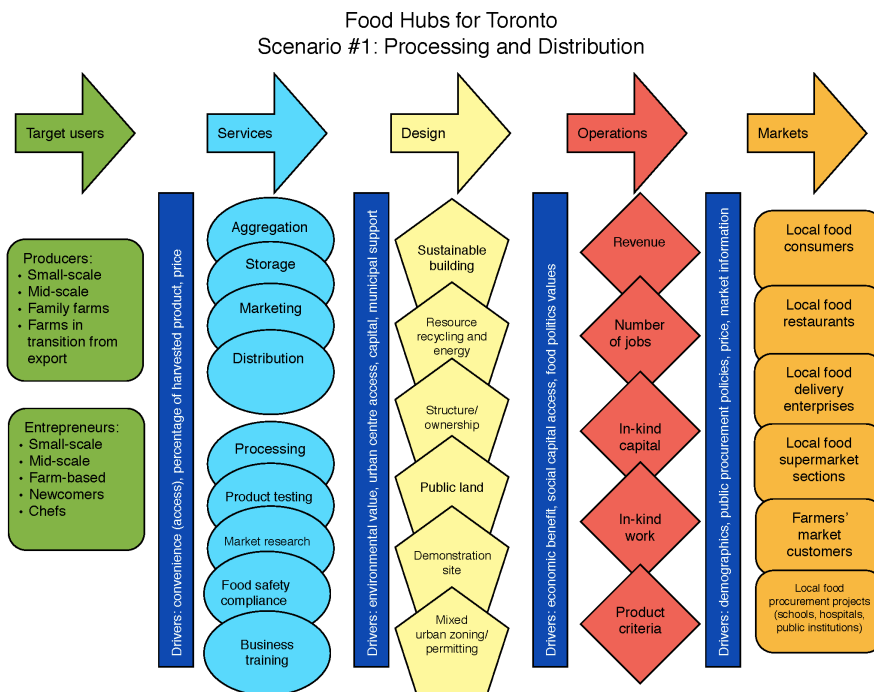 Food Hubs for Toronto
Scenario #1: Processing and Distribution
Target users
Services
Design
Operations
Markets
Producers:
• Small-scale
• Mid-scale
• Family farms
• Farms in
transition from
export
Entrepreneurs:
• Small-scale
• Mid-scale
• Farm-based
• Newcomers
• Chefs
Drivers: convenience (access), percentage of harvested product, price
Aggregation
Storage
Marketing
Distribution
Processing
Product testing
Market research
Food safety
compliance
Business
training
Drivers: environmental value, urban centre access, capital, municipal support
Sustainable
building
Resource
recycling and
energy
Structure/
ownership
Public land
Demonstration
site
Mixed
urban zoning/
permitting
Drivers: economic benefit, social capital access, food politics values
Revenue
Number
of jobs
In-kind
capital
In-kind
work
Product
criteria
Drivers: demographics, public procurement policies, price, market information
Local food
consumers
Local food
restaurants
Local food
delivery
enterprises
Local food
supermarket
sections
Farmers’
market
customers
Local food
procurement projects
(schools, hospitals,
public institutions)